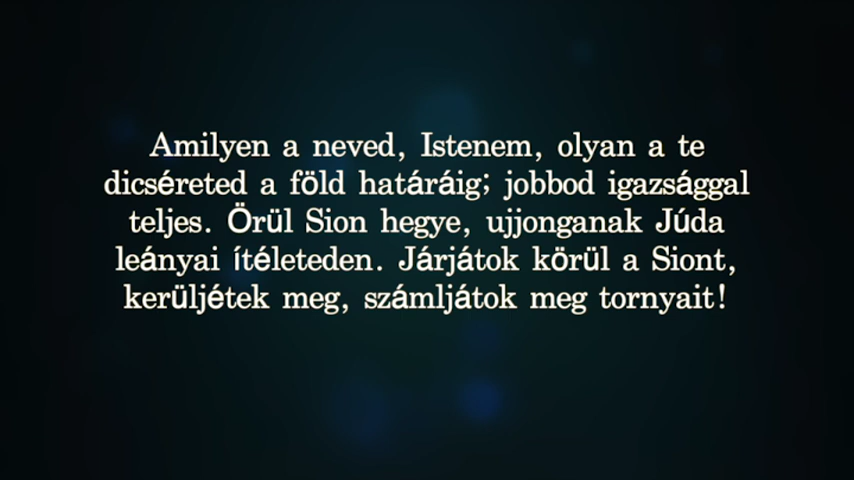 Amilyen a neved, Istenem, olyan a te
dicséreted a föld határáig; jobbod igazsággal
teljes. Örül Sion hegye, ujjonganak Júda
leányai ítéleteden. Járjátok körül a Siont,
kerüljétek meg, számljátok meg tornyait!